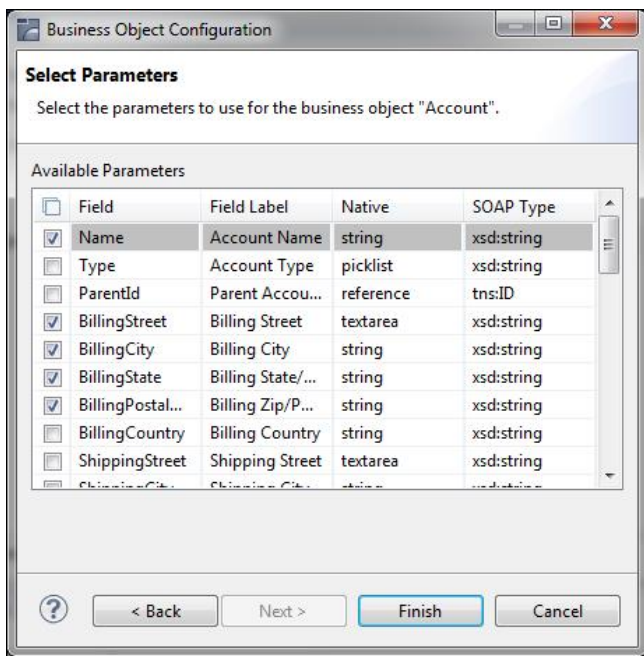 Business Object Configuration
Select Parameters
Select the parameters to use for the business object "Account".
Available Parameters
Field Field Label Native SOAP Type
Name Account Name string xsd:string
Type Account Type picklist xsd:string
ParentId Parent Accou... reference tns:ID
BillingStreet Billing Street textarea xsd:string
BillingCity Billing City string xsd:string
BillingState Billing State/... string xsd:string
BillingPostal... Billing Zip/P... string xsd:string
BillingCountry Billing Country string xsd:string
ShippingStreet Shipping Street textarea xsd:string
? < Back Next > Finish Cancel